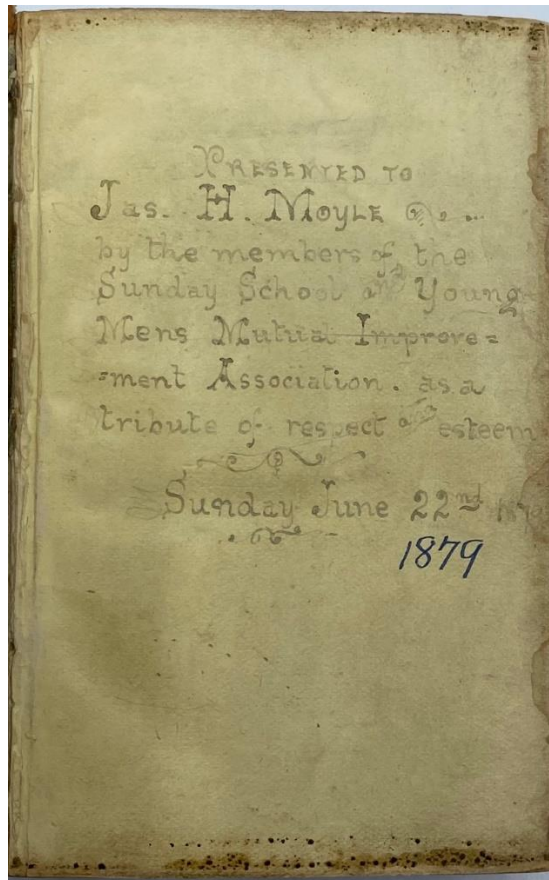 PRESENTED TO
Jas. H. MOYLE
by the members of the
Sunday School and Young
Mens Mutual Improve=
=ment Association. as a
tribute of respect and esteem
Sunday June 22nd 1879
1879